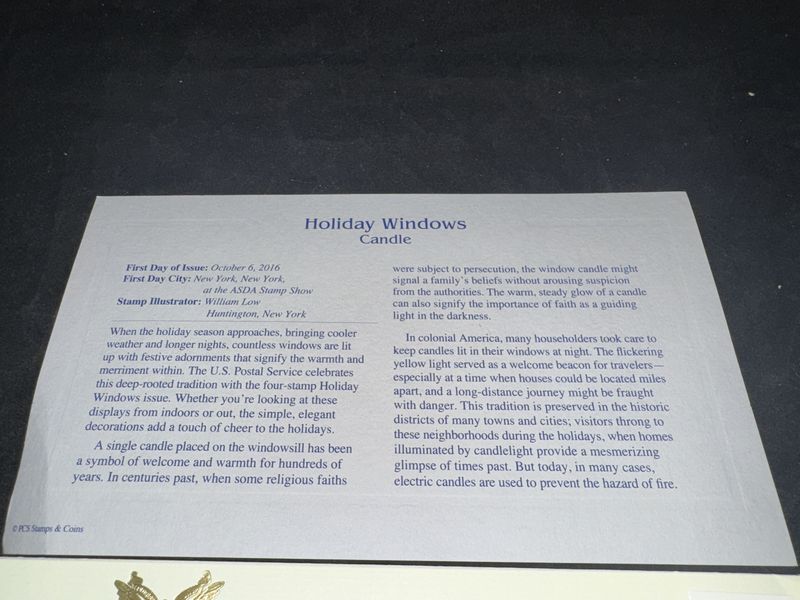 Holiday Windows
Candle
First Day of Issue: October 6, 2016
First Day City: New York, New York,
at the ASDA Stamp Show
Stamp Illustrator: William Low
Huntington, New York
When the holiday season approaches, bringing cooler
weather and longer nights, countless windows are lit
up with festive adornments that signify the warmth and
merriment within. The U.S. Postal Service celebrates
this deep-rooted tradition with the four-stamp Holiday
Windows issue. Whether you're looking at these
displays from indoors or out, the simple, elegant
decorations add a touch of cheer to the holidays.
A single candle placed on the windowsill has been
a symbol of welcome and warmth for hundreds of
years. In centuries past, when some religious faiths
were subject to persecution, the window candle might
signal a family's beliefs without arousing suspicion
from the authorities. The warm, steady glow of a candle
can also signify the importance of faith as a guiding
light in the darkness.
In colonial America, many householders took care to
keep candles lit in their windows at night. The flickering
yellow light served as a welcome beacon for travelers—
especially at a time when houses could be located miles
apart, and a long-distance journey might be fraught
with danger. This tradition is preserved in the historic
districts of many towns and cities; visitors throng to
these neighborhoods during the holidays, when homes
illuminated by candlelight provide a mesmerizing
glimpse of times past. But today, in many cases,
electric candles are used to prevent the hazard of fire.
© PCS Stamps & Coins